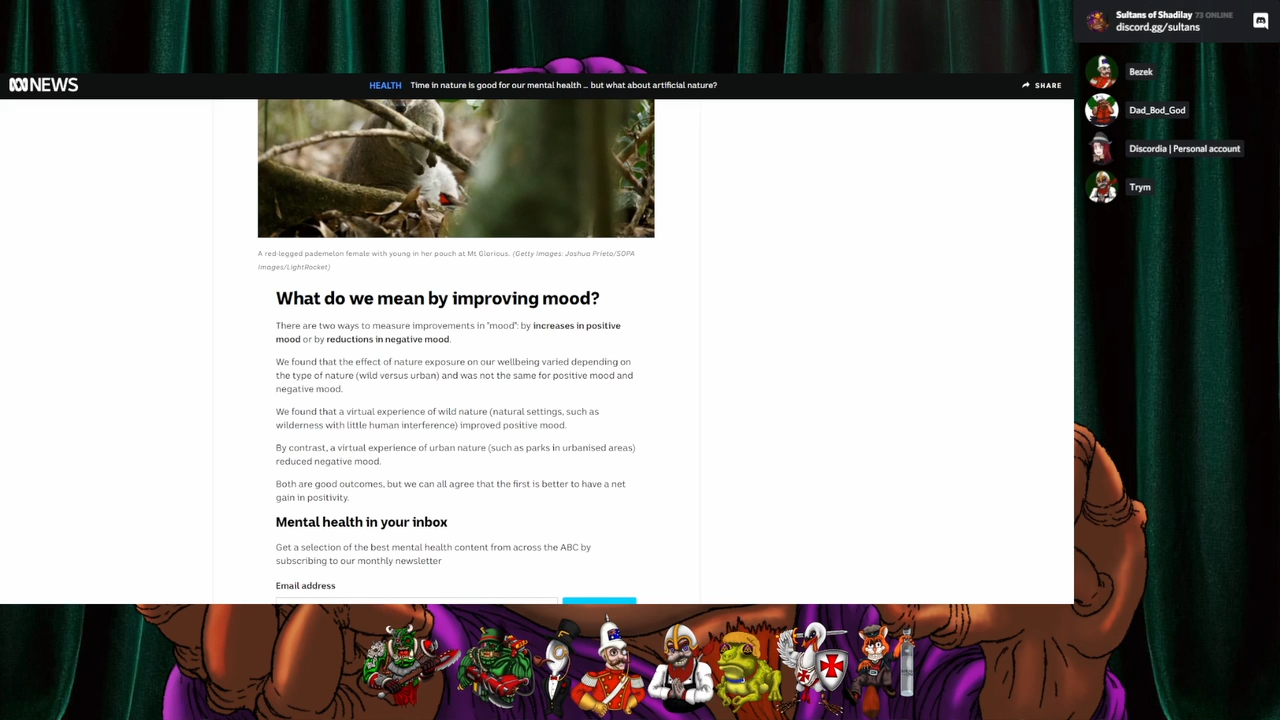 Sultans of Shadilay 73 ONLINE
discord.gg/sultans
NEWS
HEALTH Time in nature is good for our mental health … but what about artificial nature?
SHARE
Bezek
Dad_Bod_God
Discordia | Personal account
Trym
A red-legged pademelon female with young in her pouch at Mt Glorious. (Getty Images: Joshua Prieto/SOPA
Images/LightRocket)
What do we mean by improving mood?
There are two ways to measure improvements in "mood": by increases in positive
mood or by reductions in negative mood.
We found that the effect of nature exposure on our wellbeing varied depending on
the type of nature (wild versus urban) and was not the same for positive mood and
negative mood.
We found that a virtual experience of wild nature (natural settings, such as
wilderness with little human interference) improved positive mood.
By contrast, a virtual experience of urban nature (such as parks in urbanised areas)
reduced negative mood.
Both are good outcomes, but we can all agree that the first is better to have a net
gain in positivity.
Mental health in your inbox
Get a selection of the best mental health content from across the ABC by
subscribing to our monthly newsletter
Email address